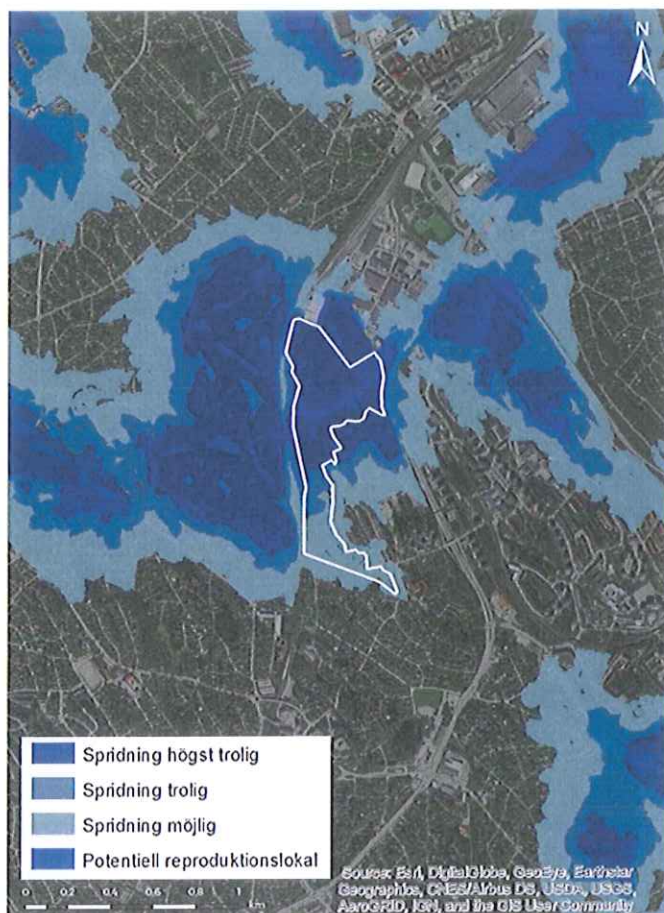 N
Spridning högst trolig
Spridning trolig
Spridning möjlig
Potentiell reproduktionslokal
0 0.2 0.4 0.6 0.8 1
km
Source: Esri, DigitalGlobe, GeoEye, Earthstar
Geographics, CNES/Airbus DS, USDA, USGS,
AeroGRID, IGN, and the GIS User Community